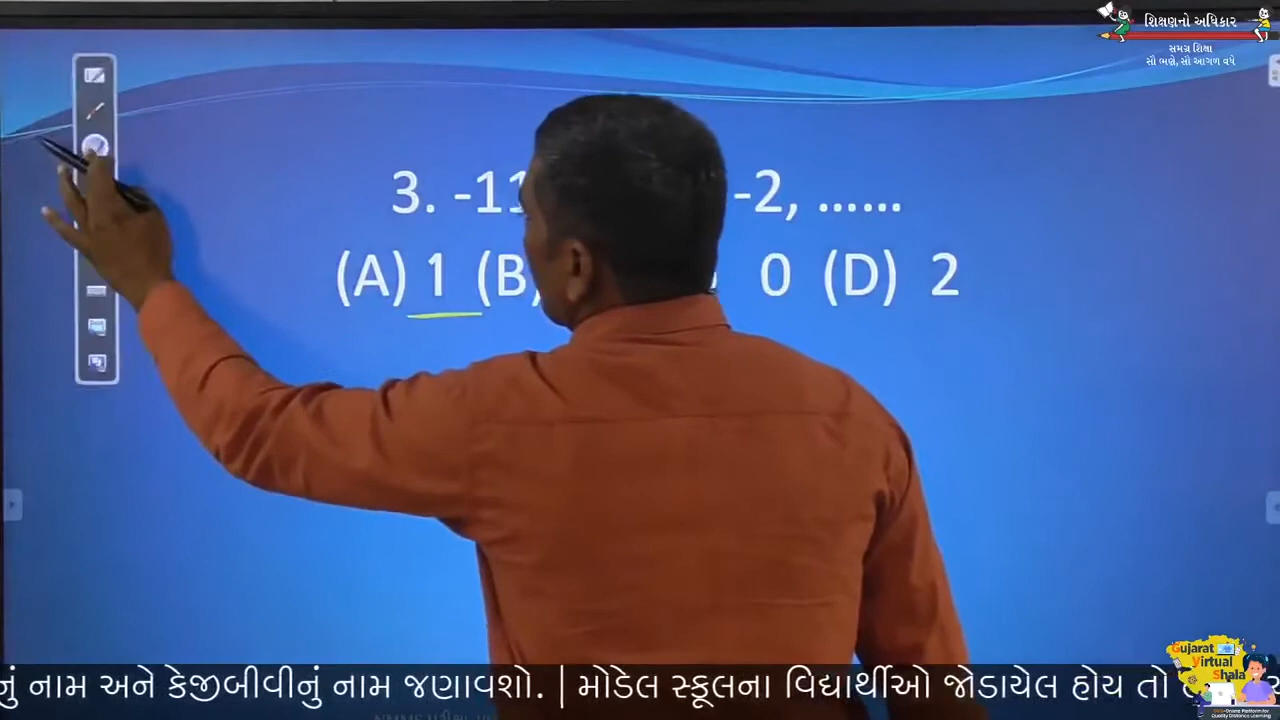 શિક્ષણનો અધિકાર
સમગ્ર શિક્ષા
સૌ ભણે, સૌ આગળ વધે
3. -11 -2, ......
(A) 1 (B 0 (D) 2
નું નામ અને કેજીબીવીનું નામ જણાવશો. | મોડેલ સ્કૂલના વિદ્યાર્થીઓ જોડાયેલ હોય તો
Gujarat
Virtual
Shala